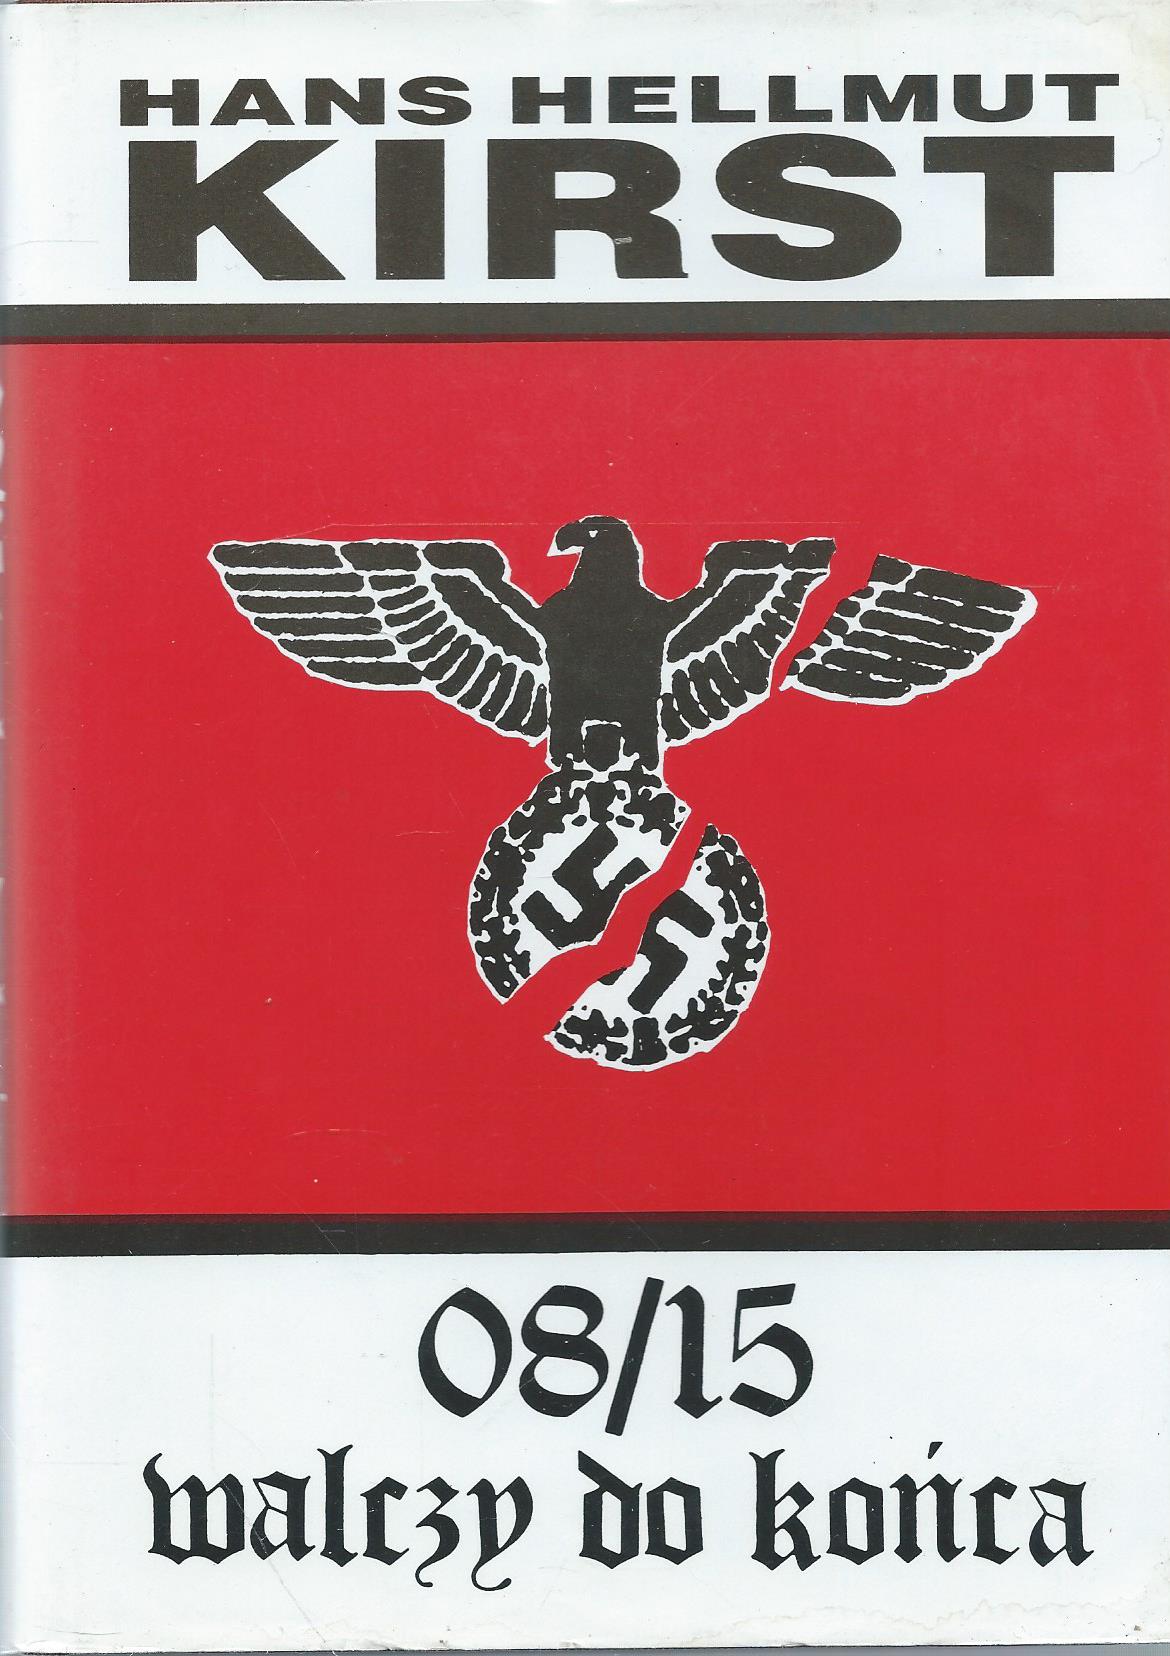 HANS HELLMUT
KIRST
08/15
walczy do końca